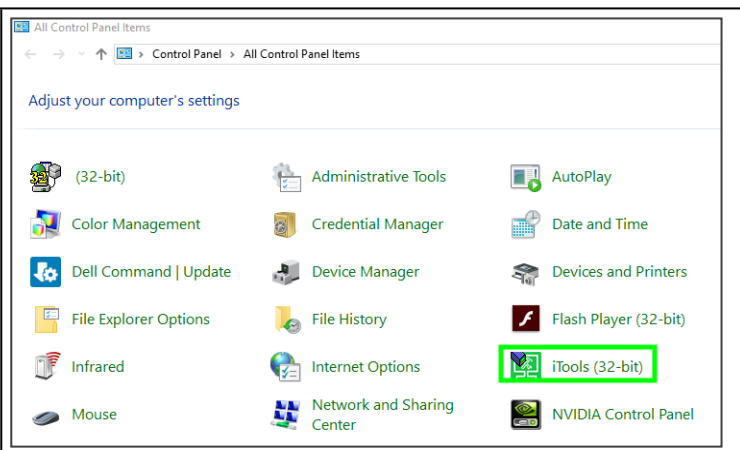 All Control Panel Items
Control Panel > All Control Panel Items
Adjust your computer's settings
(32-bit)
Administrative Tools
AutoPlay
Color Management
Credential Manager
Date and Time
Dell Command | Update
Device Manager
Devices and Printers
File Explorer Options
File History
Flash Player (32-bit)
Infrared
Internet Options
iTools (32-bit)
Mouse
Network and Sharing
Center
NVIDIA Control Panel